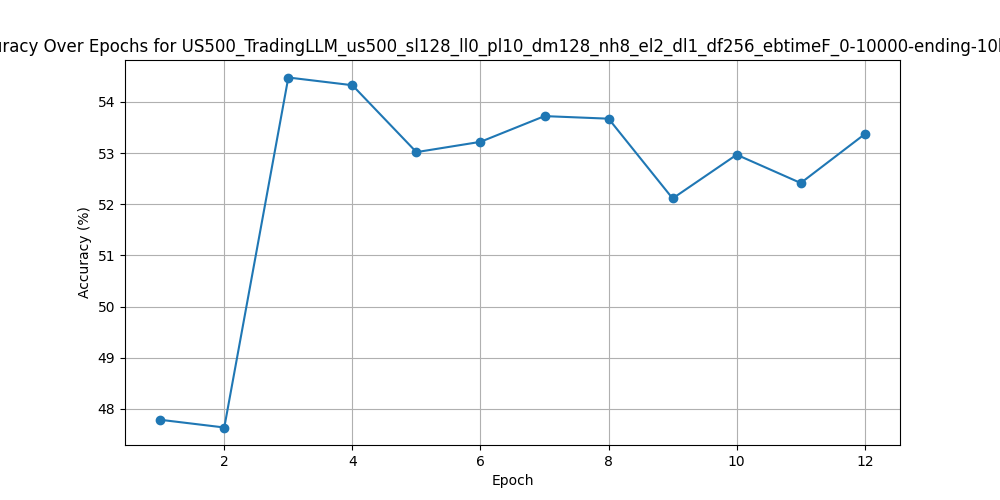 Over Epochs for US500_TradingLLM_us500_sl128_ll0_pl10_dm128_nh8_el2_dl1_df256_ebtimeF_0-10000-ending-10
54
53
52
51
50
49
48
Accuracy (%)
2 4 6 8 10 12
Epoch